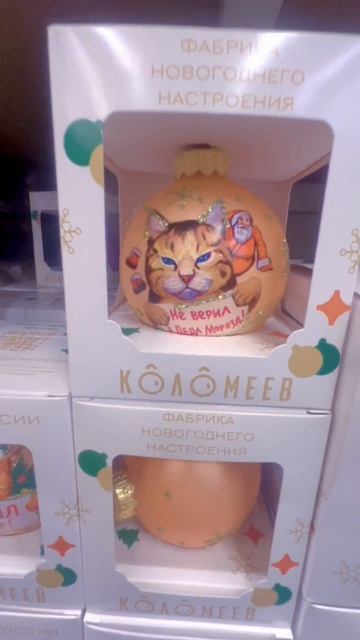 ФАБРИКА
НОВОГОДНЕГО
НАСТРОЕНИЯ
Не верил
в Деда Мороза!
КОЛОМЕЕВ
ФАБРИКА
НОВОГОДНЕГО
НАСТРОЕНИЯ
КОЛОМЕЕВ